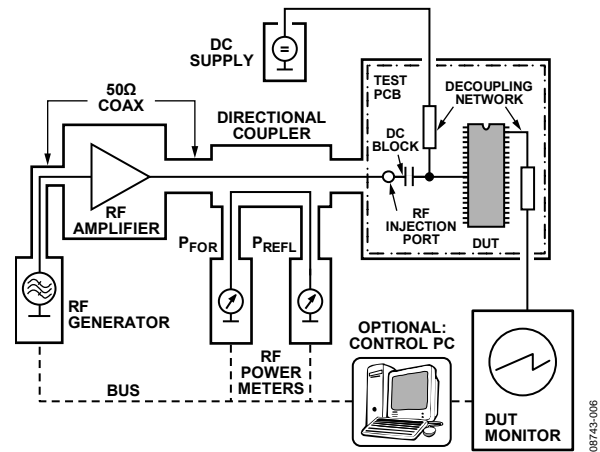 DC
SUPPLY
=
50Ω
COAX
DIRECTIONAL
COUPLER
TEST
PCB
DECOUPLING
NETWORK
DC
BLOCK
RF
AMPLIFIER
RF
INJECTION
PORT
DUT
PFOR
PREFL
RF
GENERATOR
RF
POWER
METERS
OPTIONAL:
CONTROL PC
BUS
DUT
MONITOR
08743-006